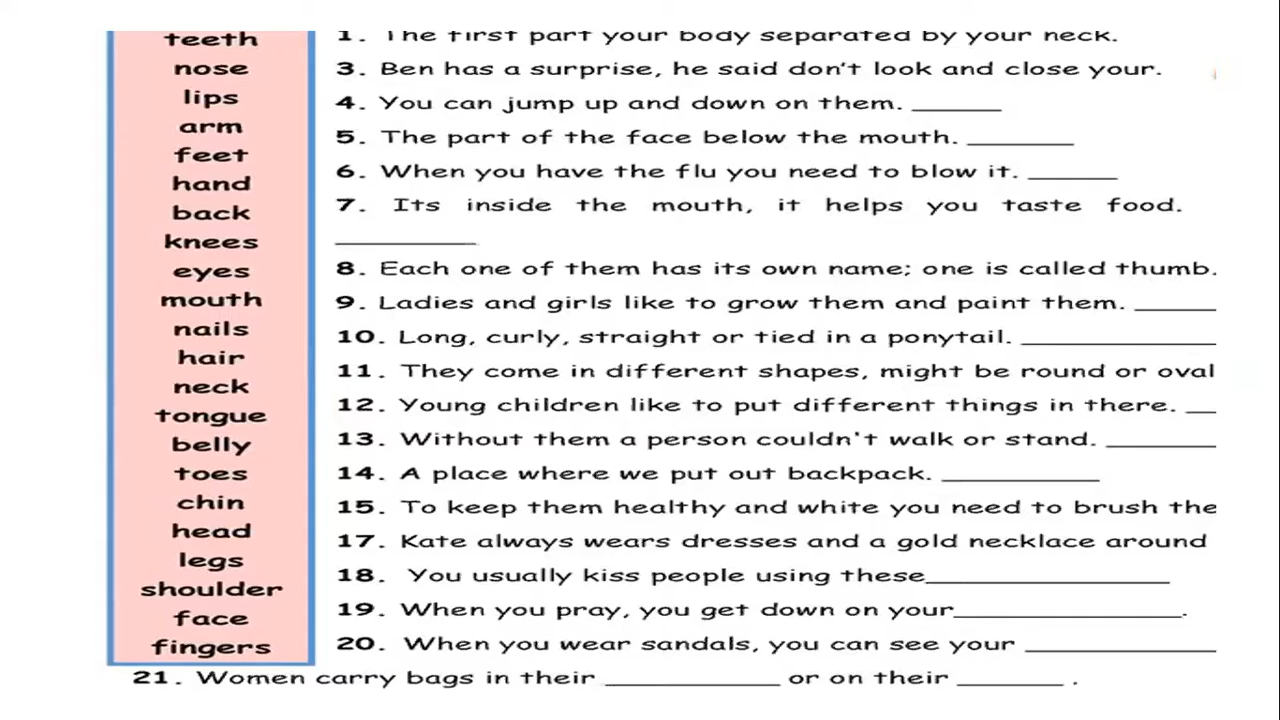 teeth
nose
lips
arm
feet
hand
back
knees
eyes
mouth
nails
hair
neck
tongue
belly
toes
chin
head
legs
shoulder
face
fingers
1. The first part your body separated by your neck.
3. Ben has a surprise, he said don't look and close your.
4. You can jump up and down on them. ______
5. The part of the face below the mouth. _______
6. When you have the flu you need to blow it. ______
7. Its inside the mouth, it helps you taste food.
__________
8. Each one of them has its own name; one is called thumb.
9. Ladies and girls like to grow them and paint them. ______
10. Long, curly, straight or tied in a ponytail. _____________
11. They come in different shapes, might be round or oval
12. Young children like to put different things in there. __
13. Without them a person couldn't walk or stand. _______
14. A place where we put out backpack. __________
15. To keep them healthy and white you need to brush the
17. Kate always wears dresses and a gold necklace around
18. You usually kiss people using these________________
19. When you pray, you get down on your_______________.
20. When you wear sandals, you can see your ____________
21. Women carry bags in their ___________ or on their _______ .